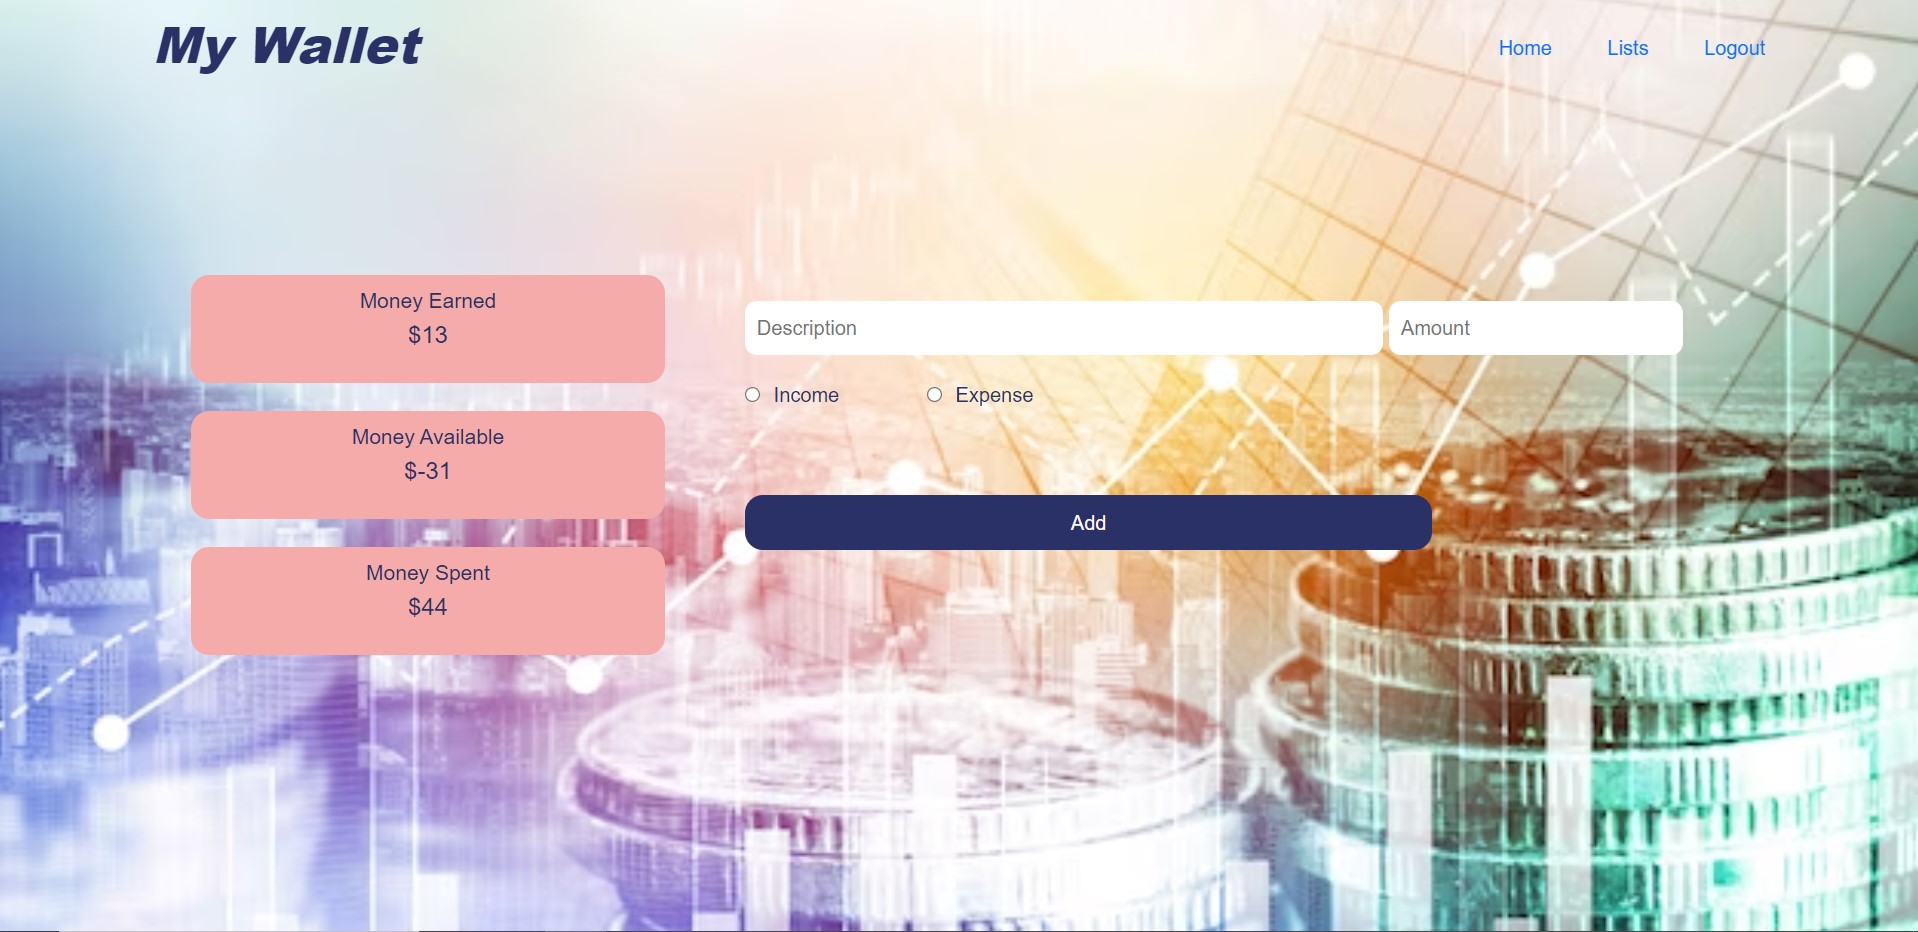 My Wallet
Home Lists Logout
Money Earned
$13
Money Available
$-31
Money Spent
$44
Description Amount
Income Expense
Add